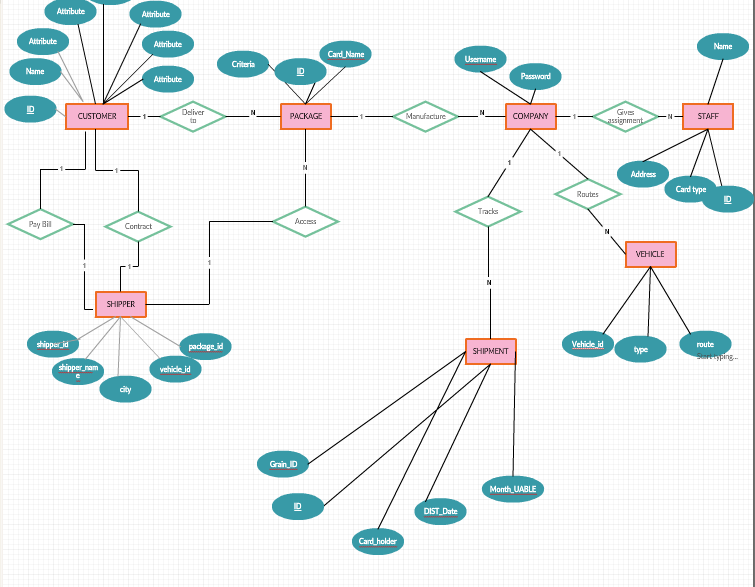 Attribute
Attribute
Attribute
Attribute
Name
Attribute
ID
Criteria
ID
Card_Name
Username
Password
Name
CUSTOMER
1
Deliver
to
N
PACKAGE
1
Manufacture
N
COMPANY
1
Gives
assignment
N
STAFF
1
1
N
1
1
Address
Card type
ID
Pay Bill
Contract
Access
Tracks
Routes
N
VEHICLE
1
1
1
N
SHIPPER
shipper_id
shipper_nam
e
city
vehicle_id
package_id
SHIPMENT
Vehicle_id
type
route
Start typing...
Grain_ID
ID
Card_holder
DIST_Date
Month_UABLE